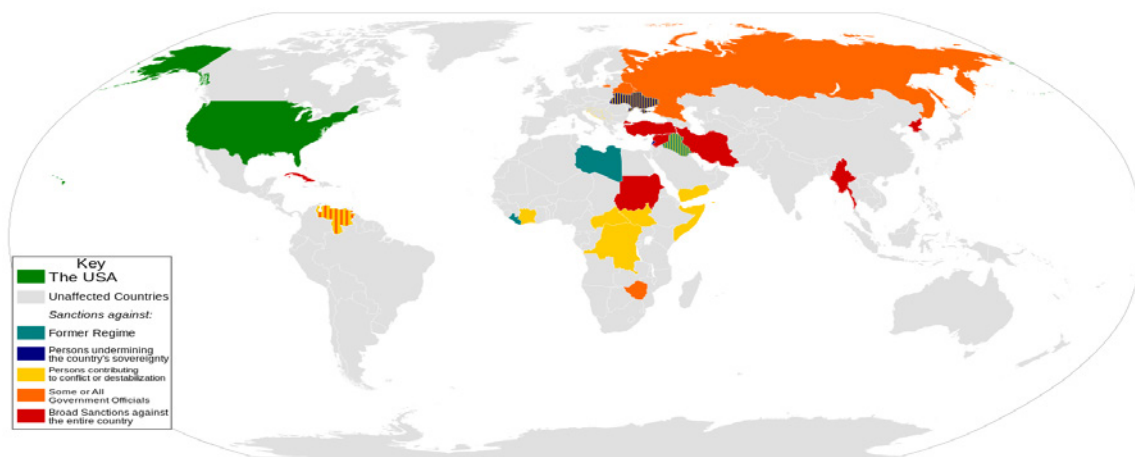 Key
The USA
Unaffected Countries
Sanctions against:
Former Regime
Persons undermining
the country's sovereignty
Persons contributing
to conflict or destabilization
Some or All
Government Officials
Broad Sanctions against
the entire country